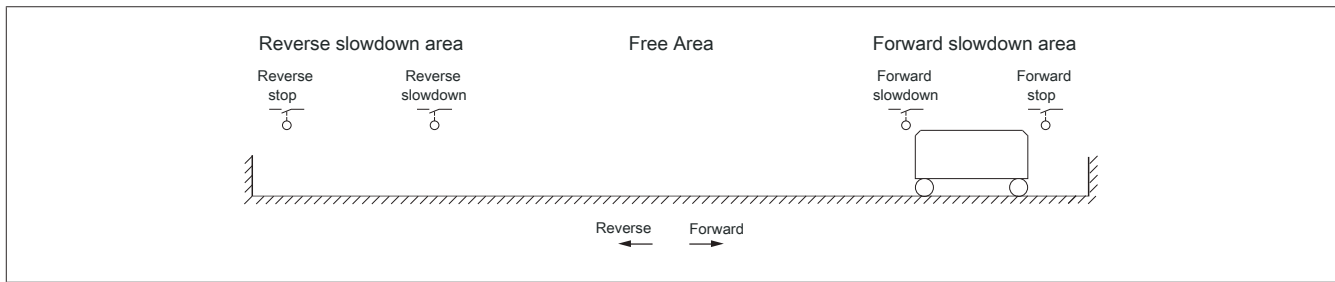 Reverse slowdown area
Free Area
Forward slowdown area
Reverse
stop
Reverse
slowdown
Forward
slowdown
Forward
stop
Reverse
Forward